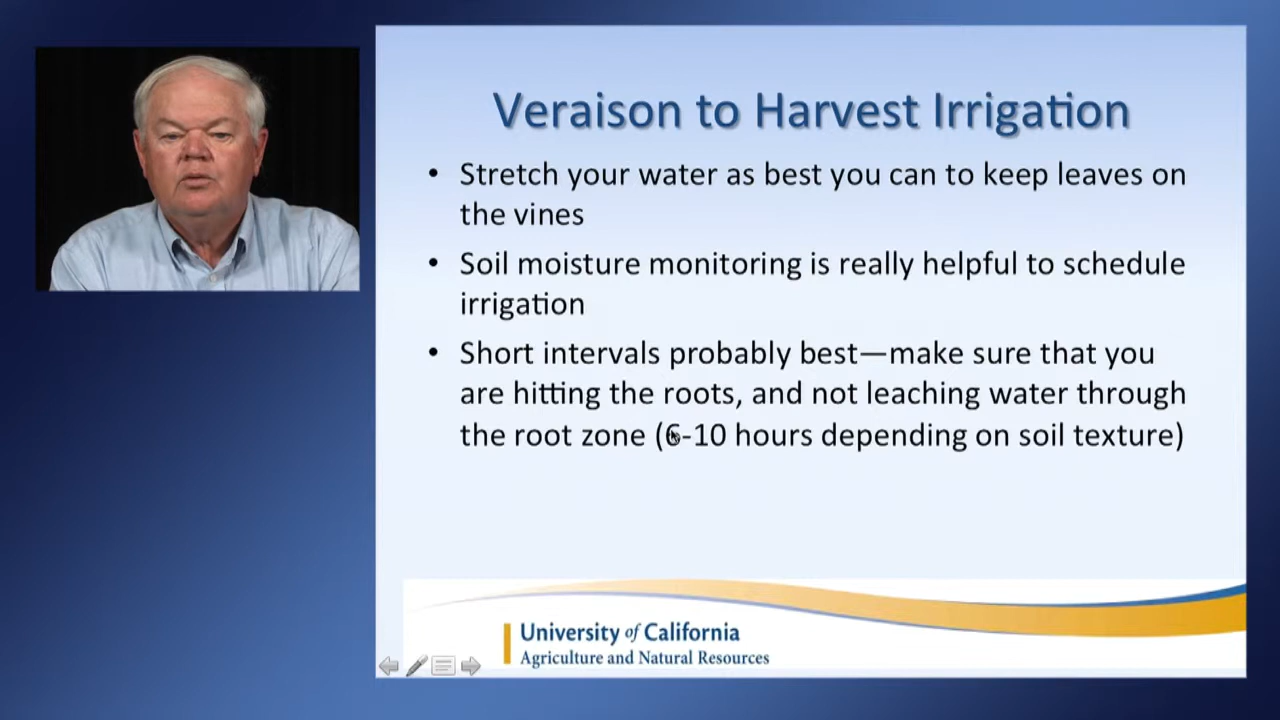 Veraison to Harvest Irrigation
• Stretch your water as best you can to keep leaves on
the vines
• Soil moisture monitoring is really helpful to schedule
irrigation
• Short intervals probably best—make sure that you
are hitting the roots, and not leaching water through
the root zone (6-10 hours depending on soil texture)
University of California
Agriculture and Natural Resources